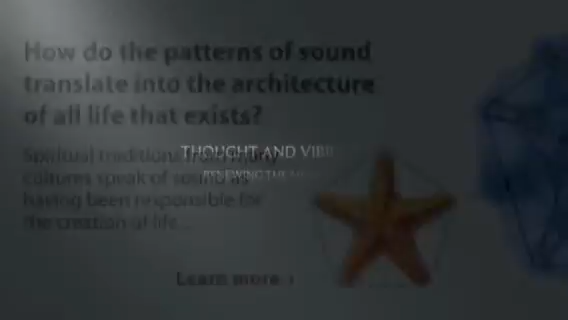 How do the patterns of sound
translate into the architecture
of all life that exists?
THOUGHT AND VIBR
Spiritual traditions from many
cultures speak of sound as
having been responsible for
the creation of life...
Learn more ›